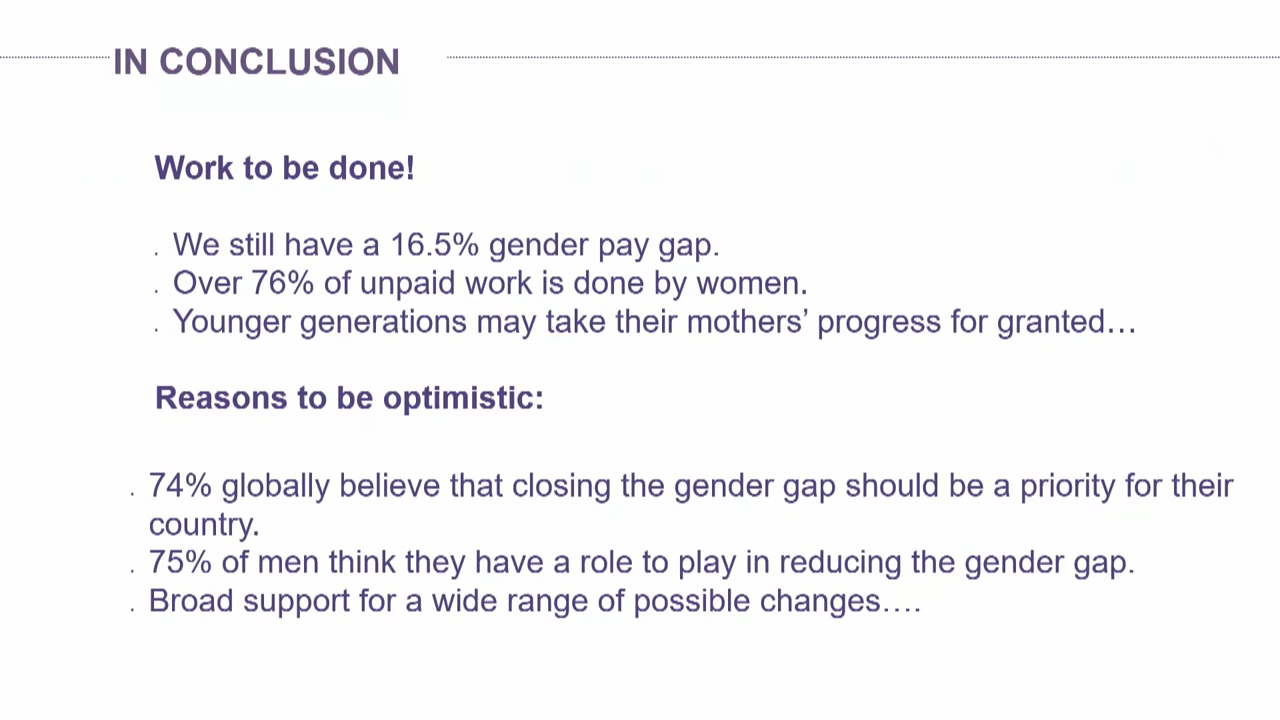 IN CONCLUSION
Work to be done!
. We still have a 16.5% gender pay gap.
. Over 76% of unpaid work is done by women.
. Younger generations may take their mothers’ progress for granted…
Reasons to be optimistic:
. 74% globally believe that closing the gender gap should be a priority for their
country.
. 75% of men think they have a role to play in reducing the gender gap.
. Broad support for a wide range of possible changes….